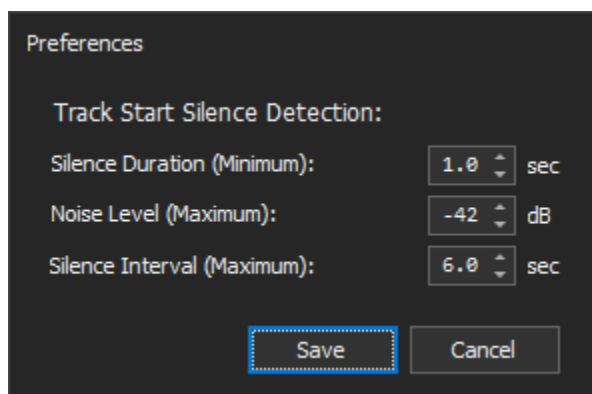 Preferences
Track Start Silence Detection:
Silence Duration (Minimum): 1.0 sec
Noise Level (Maximum): -42 dB
Silence Interval (Maximum): 6.0 sec
Save Cancel